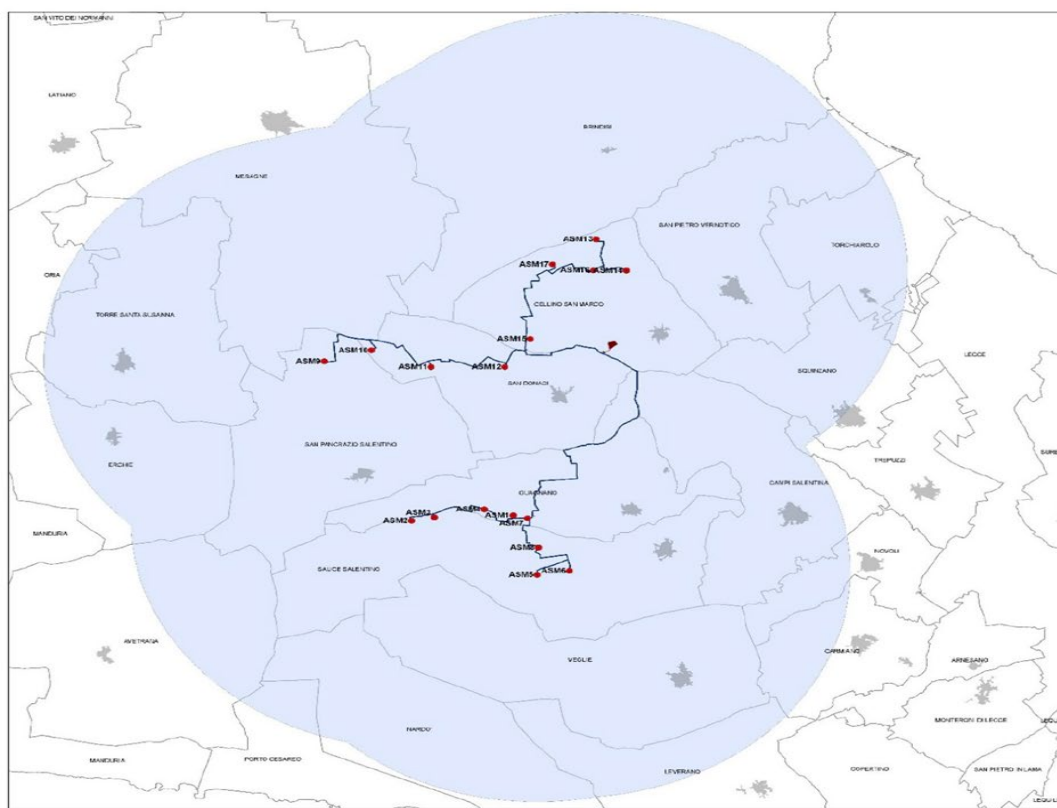 SAN VITO DEI NORMANNI
LATIANO
BRINDISI
MESAGNE
SAN PIETRO VERNOTICO
ASM13
TORCHIAROLO
ASM17
ORIA
CELLINO SAN MARCO
TORRE SANTA SUSANNA
ASM15
ASM10
ASM9
LECCE
ASM11
ASM12
SQUINZANO
SAN DONACI
SAN PANCRAZIO SALENTINO
SURB
TREPUZZI
ERCHIE
CAMPI SALENTINA
GUAGNANO
ASM1
ASM2
ASM7
MANDURIA
NOVOLI
SALICE SALENTINO
ASM6
ASM5
AVETRANA
CARMIANO
VEGLIE
ARNESANO
MONTERONI DI LECCE
NARDO'
MANDURIA
PORTO CESAREO
LEVERANO
COPERTINO
SAN PIETRO IN LAMA